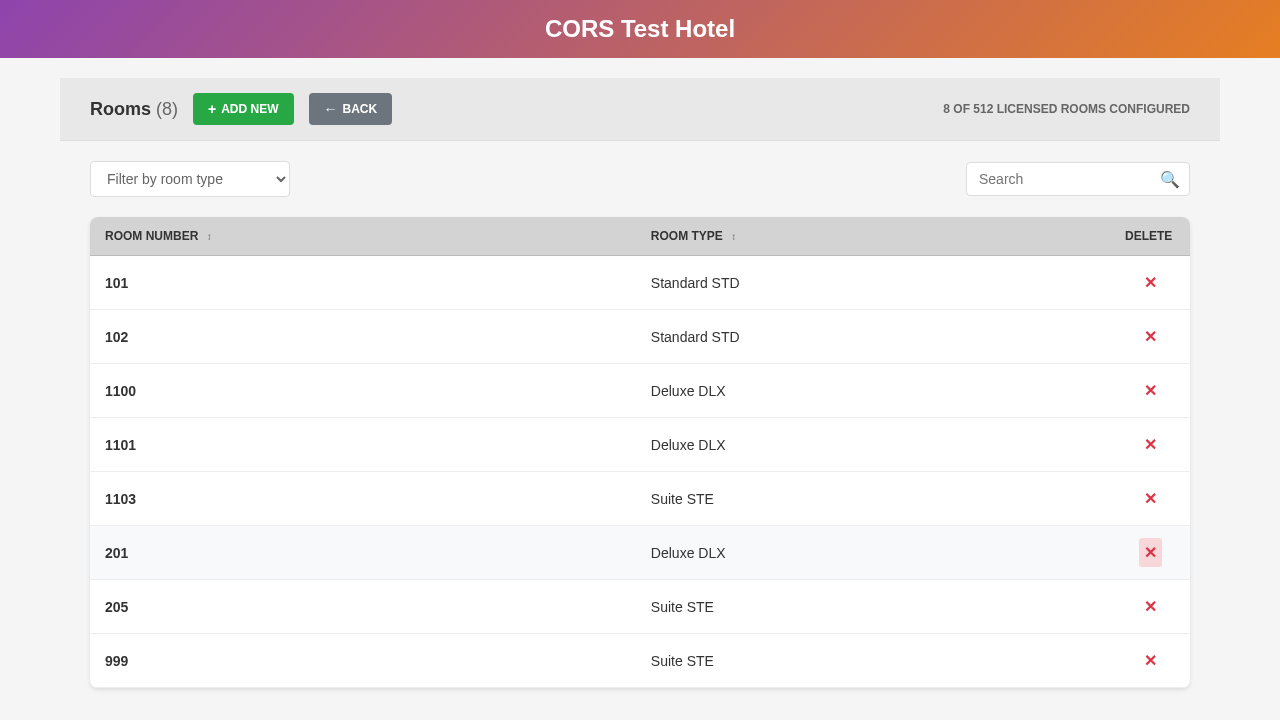 CORS Test Hotel
Rooms (8) + ADD NEW ← BACK 8 OF 512 LICENSED ROOMS CONFIGURED
Filter by room type Search
ROOM NUMBER ↕ ROOM TYPE ↕ DELETE
101 Standard STD ✕
102 Standard STD ✕
1100 Deluxe DLX ✕
1101 Deluxe DLX ✕
1103 Suite STE ✕
201 Deluxe DLX ✕
205 Suite STE ✕
999 Suite STE ✕